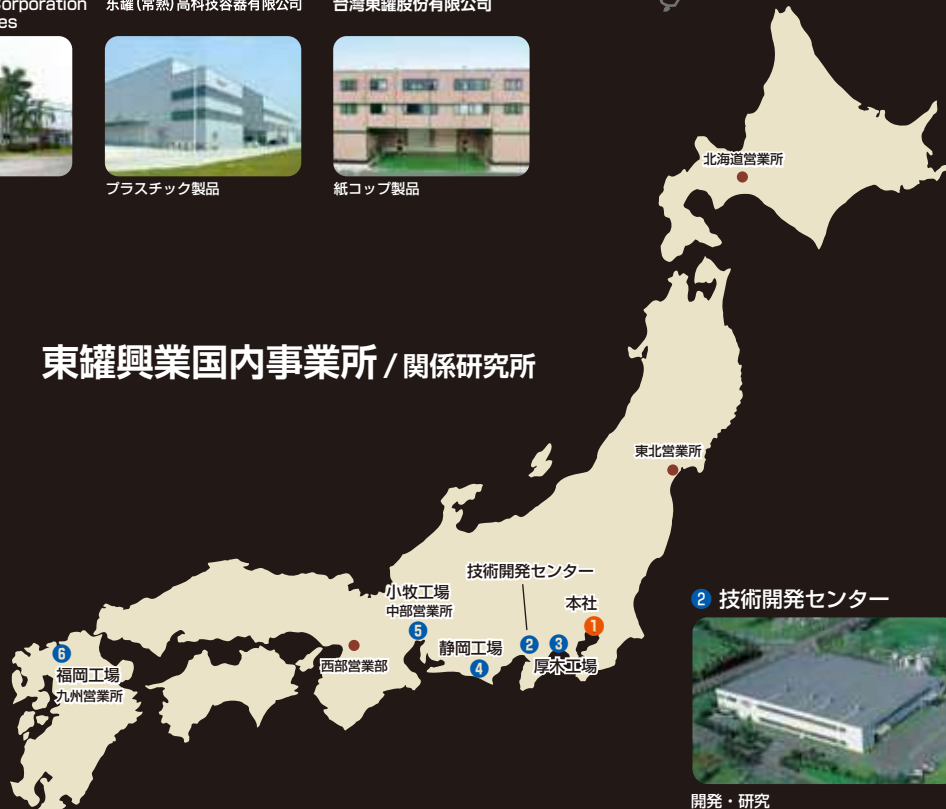 Corporation
es
东罐(常熟)高科技容器有限公司
台湾東罐股份有限公司
プラスチック製品
紙コップ製品
北海道営業所
東罐興業国内事業所 / 関係研究所
東北営業所
技術開発センター
小牧工場
中部営業所
本社
1
2 技術開発センター
5
2
3
静岡工場
6
西部営業部
厚木工場
4
福岡工場
九州営業所
開発・研究